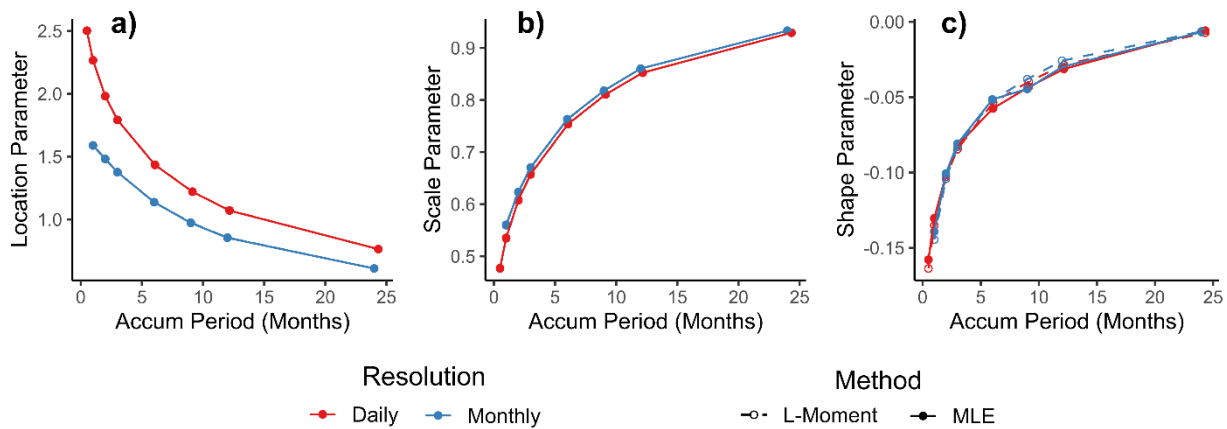 a)
Location Parameter
2.5
2.0
1.5
1.0
0 5 10 15 20 25
Accum Period (Months)
b)
Scale Parameter
0.9
0.8
0.7
0.6
0.5
0 5 10 15 20 25
Accum Period (Months)
c)
Shape Parameter
0.00
-0.05
-0.10
-0.15
0 5 10 15 20 25
Accum Period (Months)
Resolution
Daily Monthly
Method
L-Moment MLE